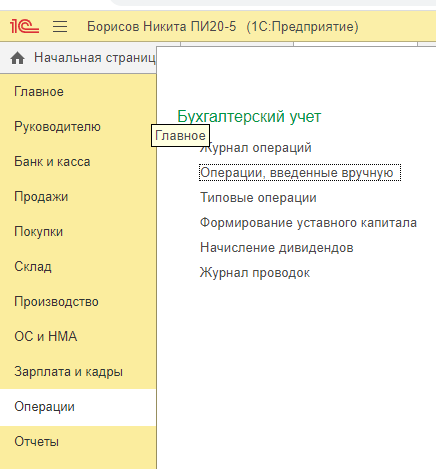 1С Борисов Никита ПИ20-5 (1С:Предприятие)
Начальная страниц
Главное
Руководителю
Банк и касса
Продажи
Покупки
Склад
Производство
ОС и НМА
Зарплата и кадры
Операции
Отчеты
Бухгалтерский учет
Главное
Журнал операций
Операции, введенные вручную
Типовые операции
Формирование уставного капитала
Начисление дивидендов
Журнал проводок